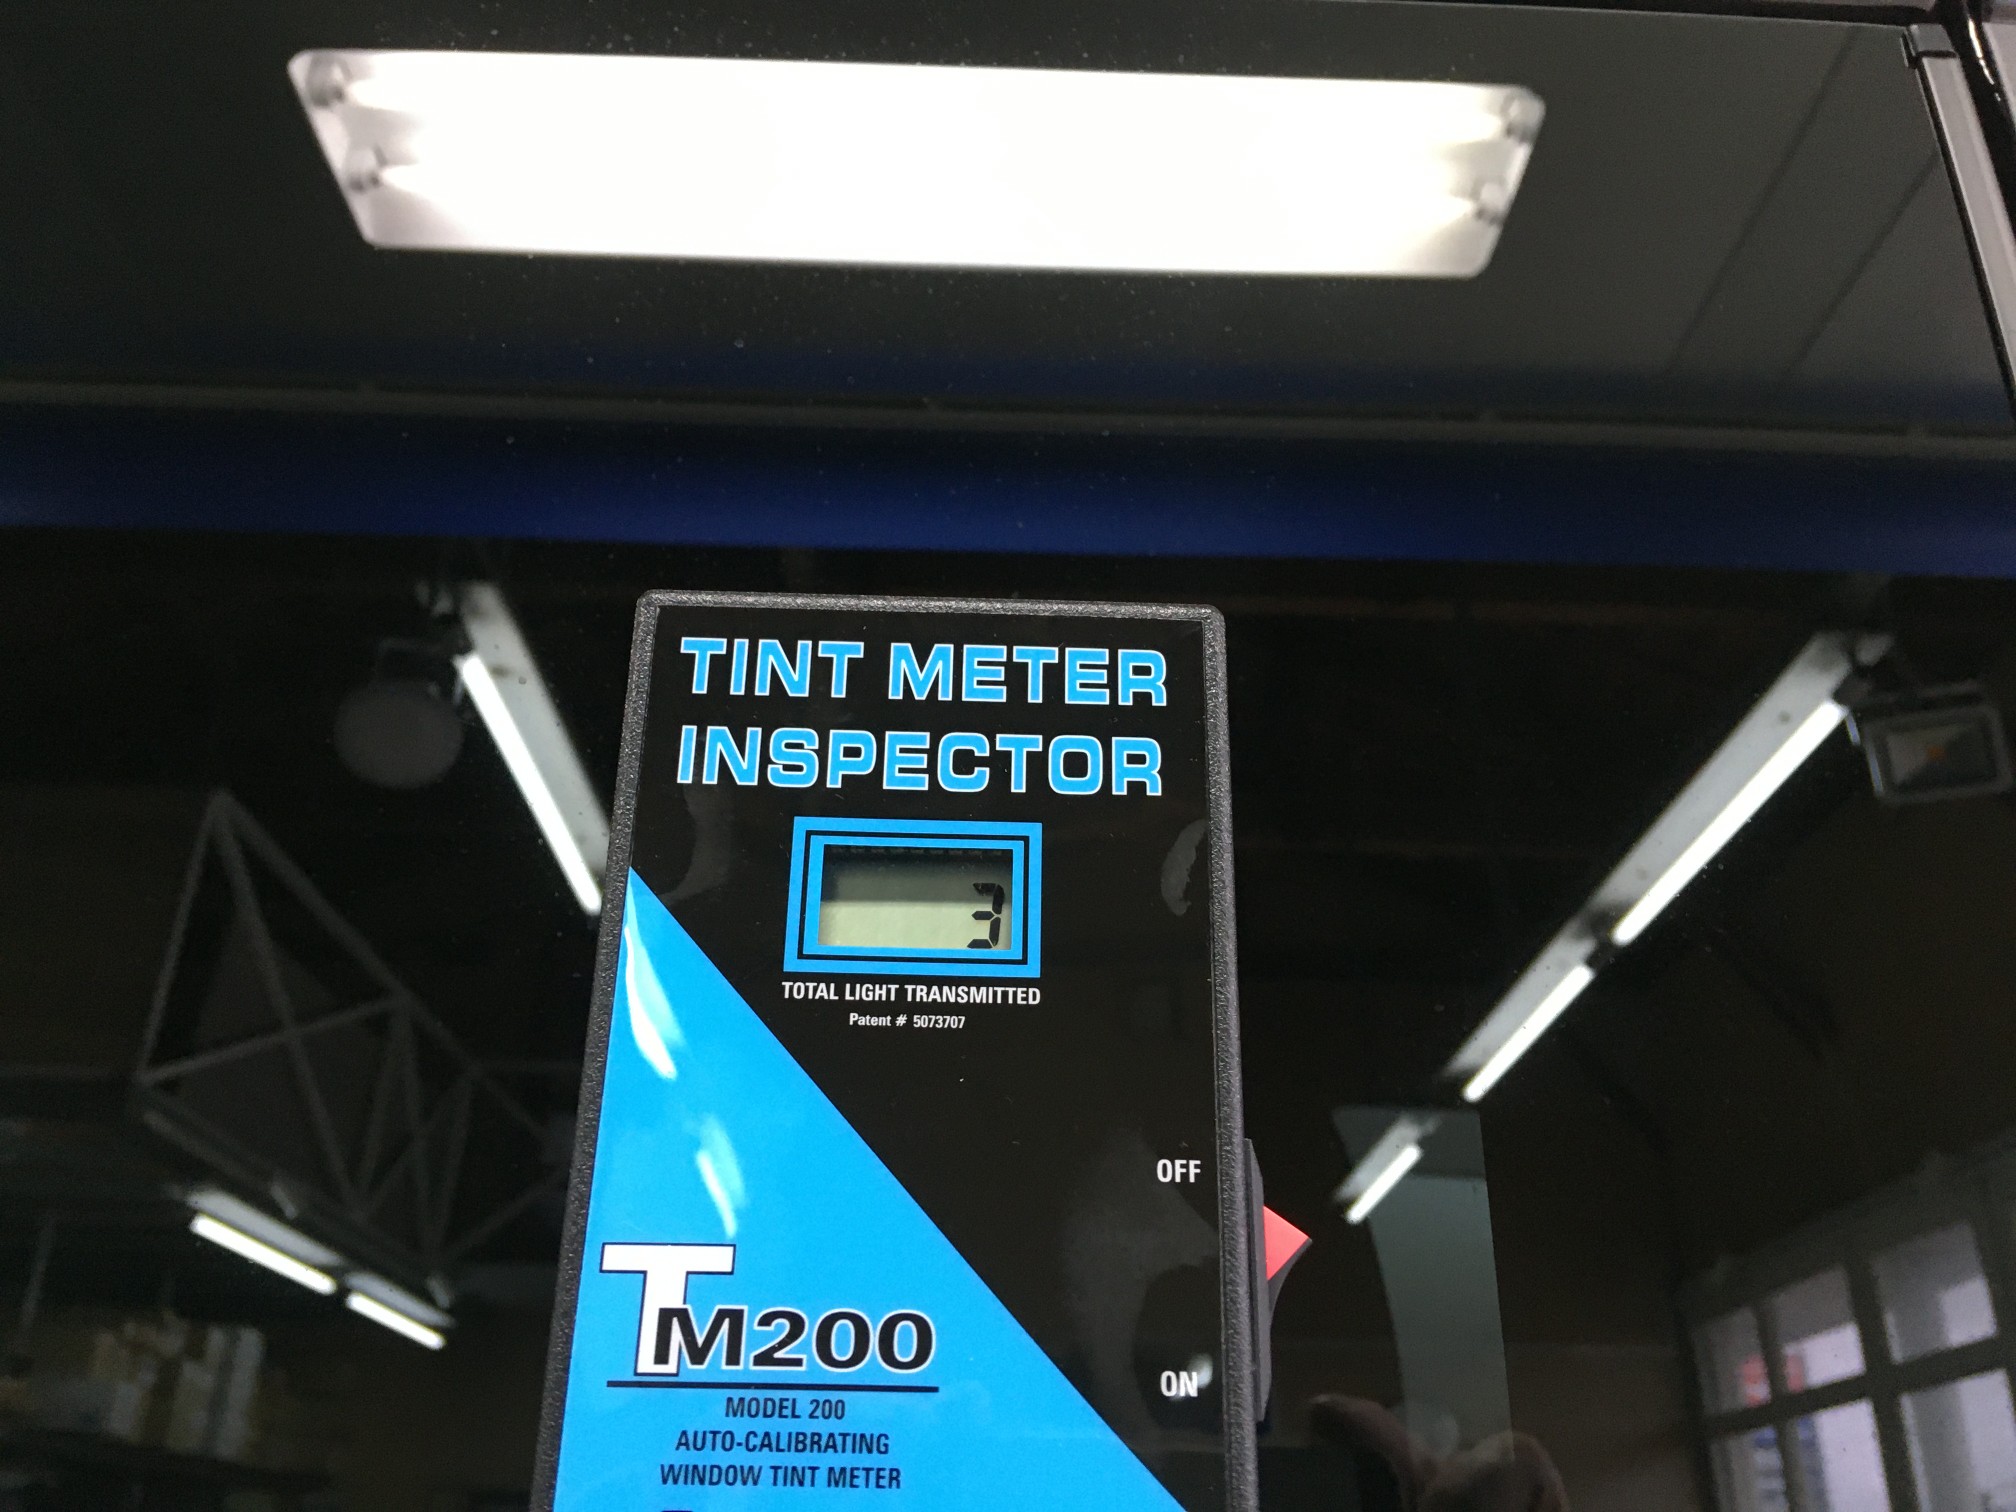 TINT METER
INSPECTOR
3
TOTAL LIGHT TRANSMITTED
Patent # 5073707
OFF
TM200
ON
MODEL 200
AUTO-CALIBRATING
WINDOW TINT METER